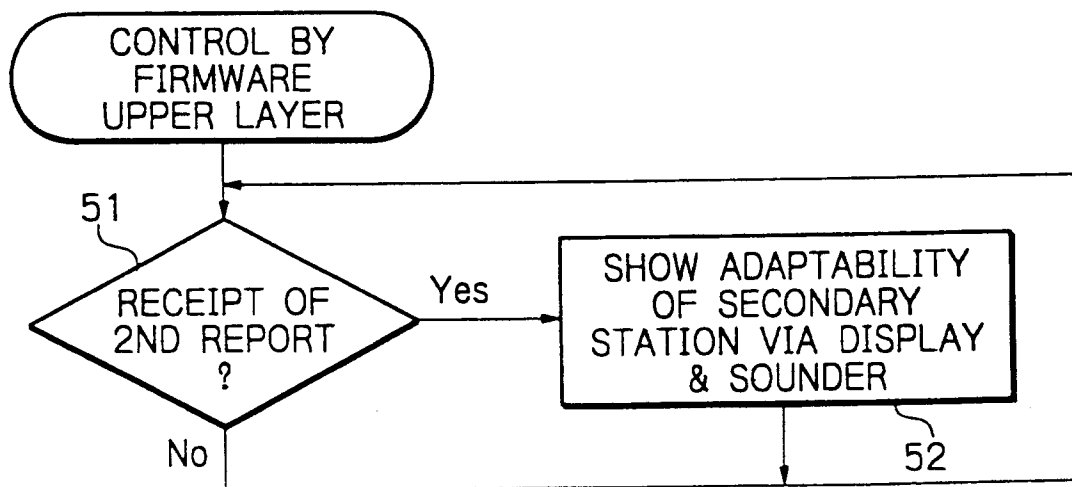 CONTROL BY
FIRMWARE
UPPER LAYER
51
RECEIPT OF
2ND REPORT
?
Yes
SHOW ADAPTABILITY
OF SECONDARY
STATION VIA DISPLAY
& SOUNDER
52
No